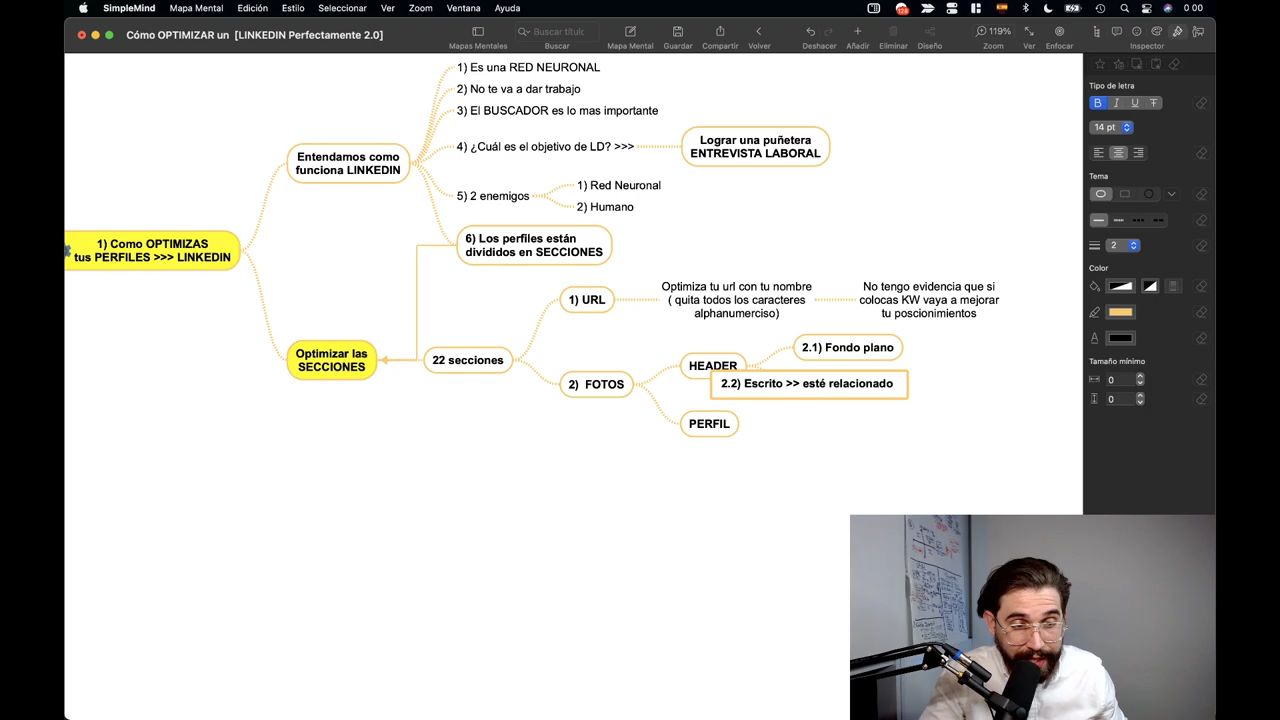 SimpleMind Mapa Mental Edición Estilo Seleccionar Ver Zoom Ventana Ayuda 0 00
Cómo OPTIMIZAR un [LINKEDIN Perfectamente 2.0]
Buscar título
119%
Mapas Mentales Buscar Mapa Mental Guardar Compartir Volver Deshacer Añadir Eliminar Diseño Zoom Ver Enfocar Inspector
1) Es una RED NEURONAL
2) No te va a dar trabajo
3) El BUSCADOR es lo mas importante
4) ¿Cuál es el objetivo de LD? >>>
Lograr una puñetera
ENTREVISTA LABORAL
Entendamos como
funciona LINKEDIN
5) 2 enemigos
1) Red Neuronal
2) Humano
6) Los perfiles están
divididos en SECCIONES
1) Como OPTIMIZAS
tus PERFILES >>> LINKEDIN
1) URL
Optimiza tu url con tu nombre
( quita todos los caracteres
alphanumerciso)
No tengo evidencia que si
colocas KW vaya a mejorar
tu poscionimientos
Optimizar las
SECCIONES
22 secciones
2) FOTOS
HEADER
2.1) Fondo plano
2.2) Escrito >> esté relacionado
PERFIL
Tipo de letra
B I U T
14 pt
Tema
2
Color
A
Tamaño mínimo
0
0